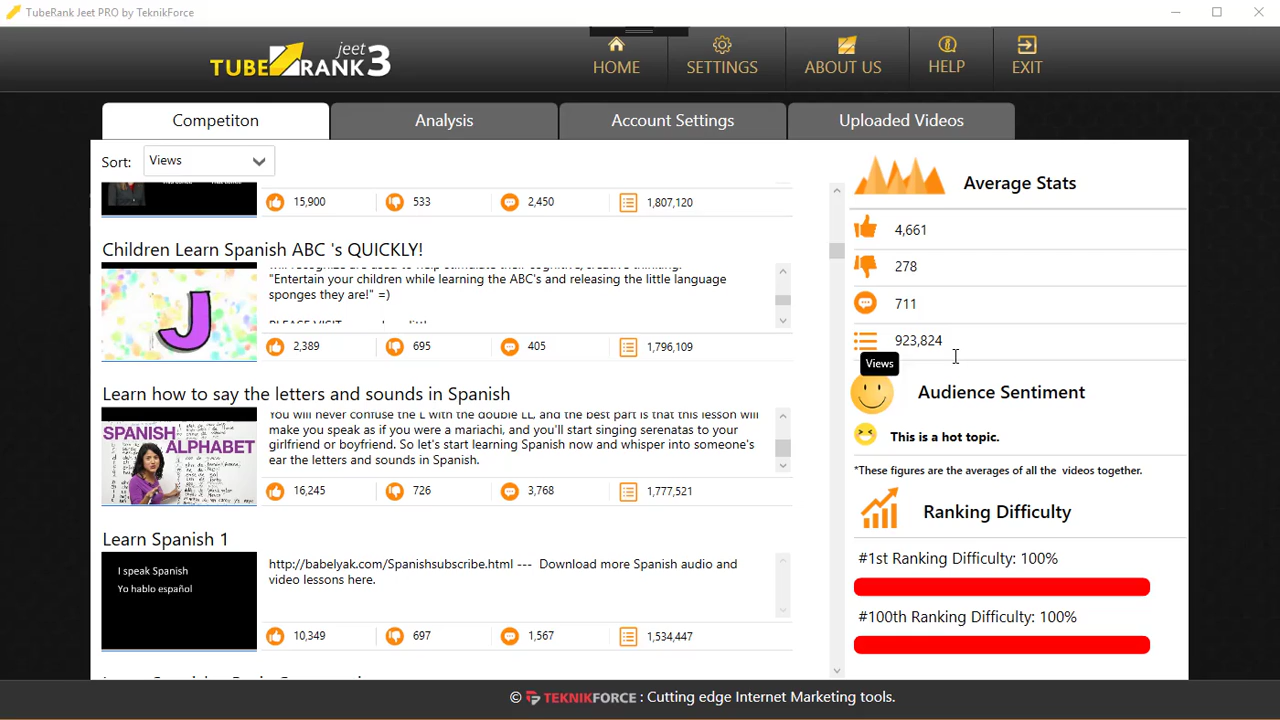 TubeRank Jeet PRO by TeknikForce
TUBE RANK jeet 3
HOME
SETTINGS
ABOUT US
HELP
EXIT
Competiton
Analysis
Account Settings
Uploaded Videos
Sort:
Views
15,900
533
2,450
1,807,120
Children Learn Spanish ABC 's QUICKLY!
"Entertain your children while learning the ABC's and releasing the little language
sponges they are!" =)
J
2,389
695
405
1,796,109
Learn how to say the letters and sounds in Spanish
SPANISH
ALPHABET
You will never confuse the L with the double LL, and the best part is that this lesson will
make you speak as if you were a mariachi, and you'll start singing serenatas to your
girlfriend or boyfriend. So let's start learning Spanish now and whisper into someone's
ear the letters and sounds in Spanish.
16,245
726
3,768
1,777,521
Learn Spanish 1
I speak Spanish
Yo hablo español
http://babelyak.com/Spanishsubscribe.html --- Download more Spanish audio and
video lessons here.
10,349
697
1,567
1,534,447
Average Stats
4,661
278
711
923,824
Views
Audience Sentiment
This is a hot topic.
*These figures are the averages of all the videos together.
Ranking Difficulty
#1st Ranking Difficulty: 100%
#100th Ranking Difficulty: 100%
© TEKNIKFORCE : Cutting edge Internet Marketing tools.